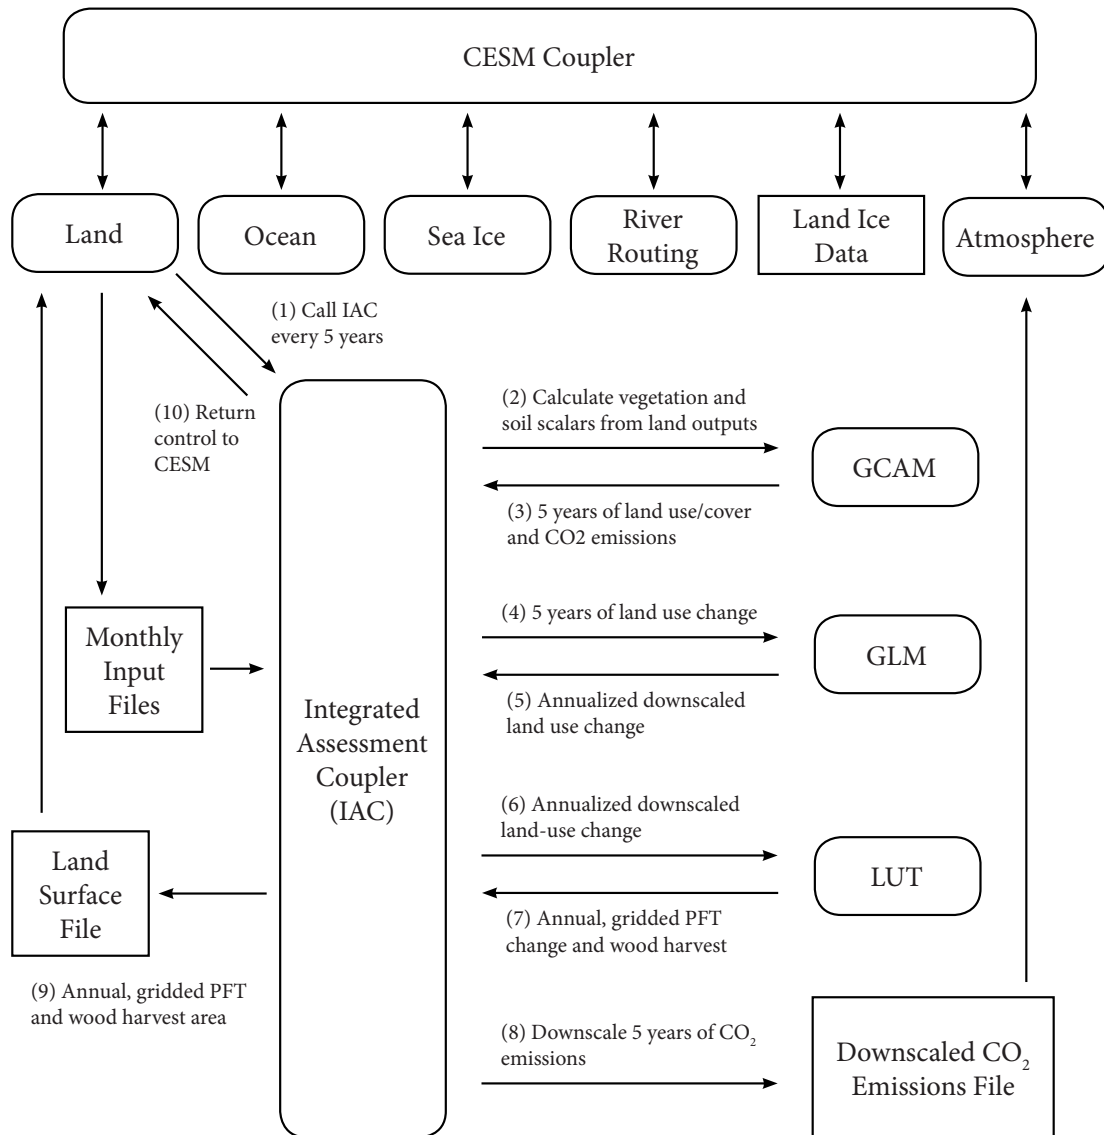 CESM Coupler
Land
Ocean
Sea Ice
River
Routing
Land Ice
Data
Atmosphere
(1) Call IAC
every 5 years
(10) Return
control to
CESM
(2) Calculate vegetation and
soil scalars from land outputs
GCAM
(3) 5 years of land use/cover
and CO2 emissions
Monthly
Input
Files
(4) 5 years of land use change
GLM
(5) Annualized downscaled
land use change
Integrated
Assessment
Coupler
(IAC)
(6) Annualized downscaled
land-use change
LUT
(7) Annual, gridded PFT
change and wood harvest
Land
Surface
File
(9) Annual, gridded PFT
and wood harvest area
(8) Downscale 5 years of CO₂
emissions
Downscaled CO₂
Emissions File